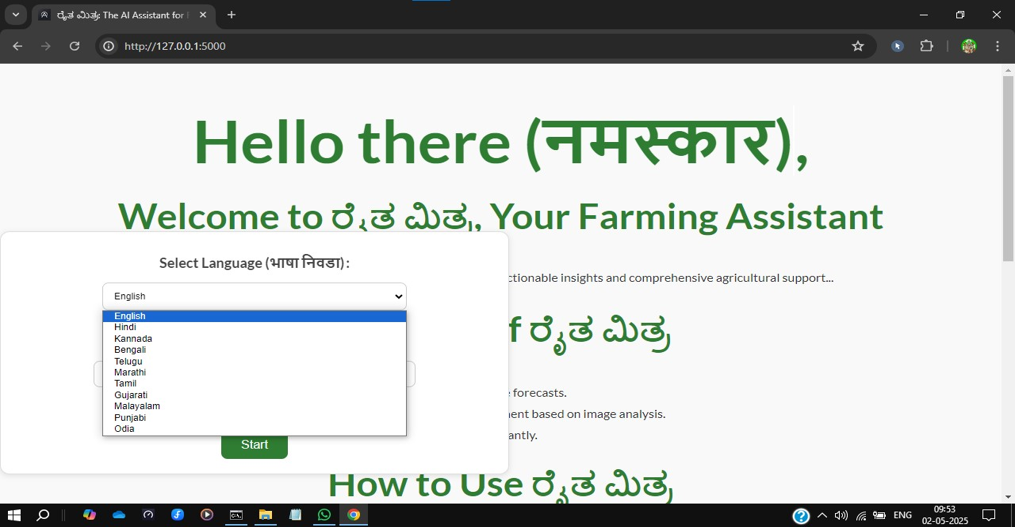 ರೈತ ಮಿತ್ರ: The AI Assistant for
http://127.0.0.1:5000
Hello there (नमस्कार),
Welcome to ರೈತ ಮಿತ್ರ, Your Farming Assistant
Select Language (भाषा निवडा):
ctionable insights and comprehensive agricultural support...
English
English
Hindi
Kannada
Bengali
Telugu
Marathi
Tamil
Gujarati
Malayalam
Punjabi
Odia
f ರೈತ ಮಿತ್ರ
forecasts.
ent based on image analysis.
antly.
Start
How to Use ರೈತ ಮಿತ್ರ
ENG
09:53
02-05-2025